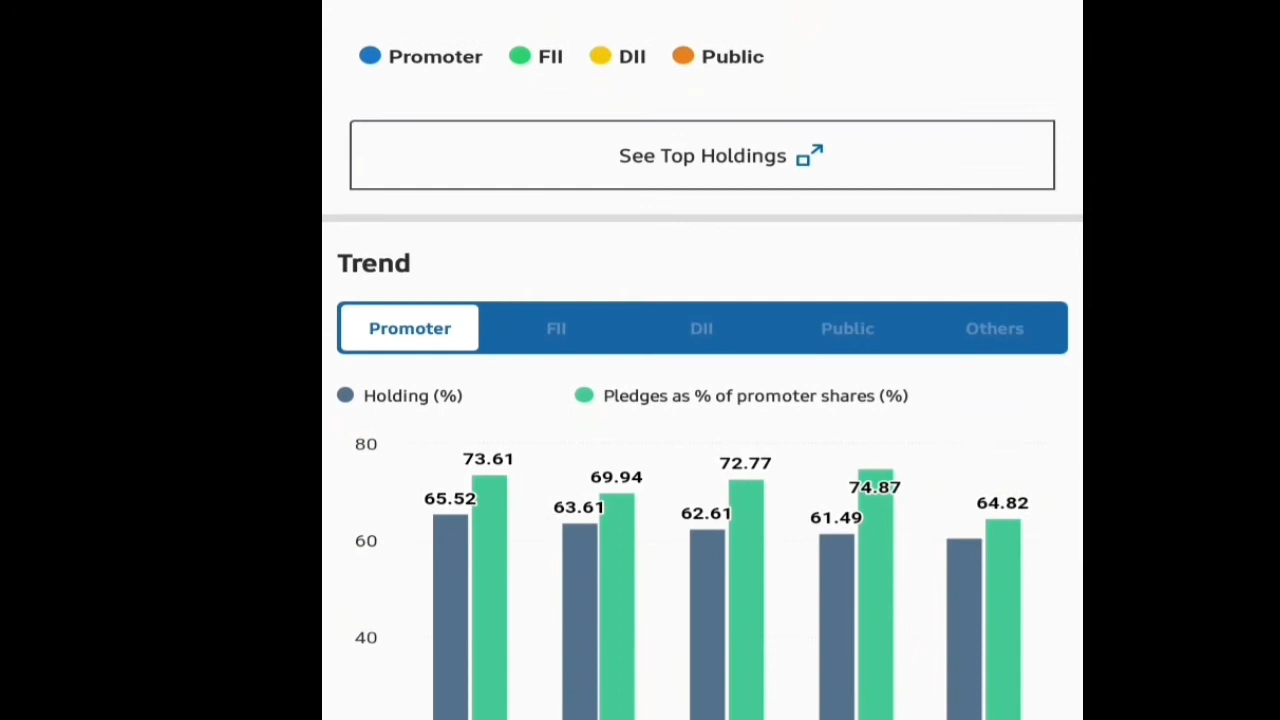 Promoter FII DII Public
See Top Holdings
Trend
Promoter FII DII Public Others
Holding (%) Pledges as % of promoter shares (%)
80
73.61
72.77
69.94
74.87
65.52
63.61
62.61
61.49
64.82
60
40